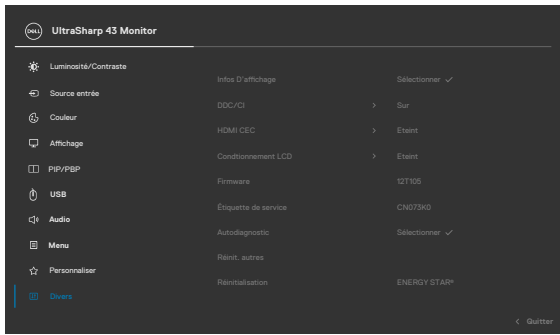 DELL UltraSharp 43 Monitor
Luminosité/Contraste
Source entrée
Couleur
Affichage
PIP/PBP
USB
Audio
Menu
Personnaliser
Divers
Infos D'affichage Sélectionner ✓
DDC/CI > Sur
HDMI CEC > Eteint
Condtionnement LCD > Eteint
Firmware 12T105
Étiquette de service CN073K0
Autodiagnostic Sélectionner ✓
Réinit. autres
Réinitialisation ENERGY STAR®
< Quitter